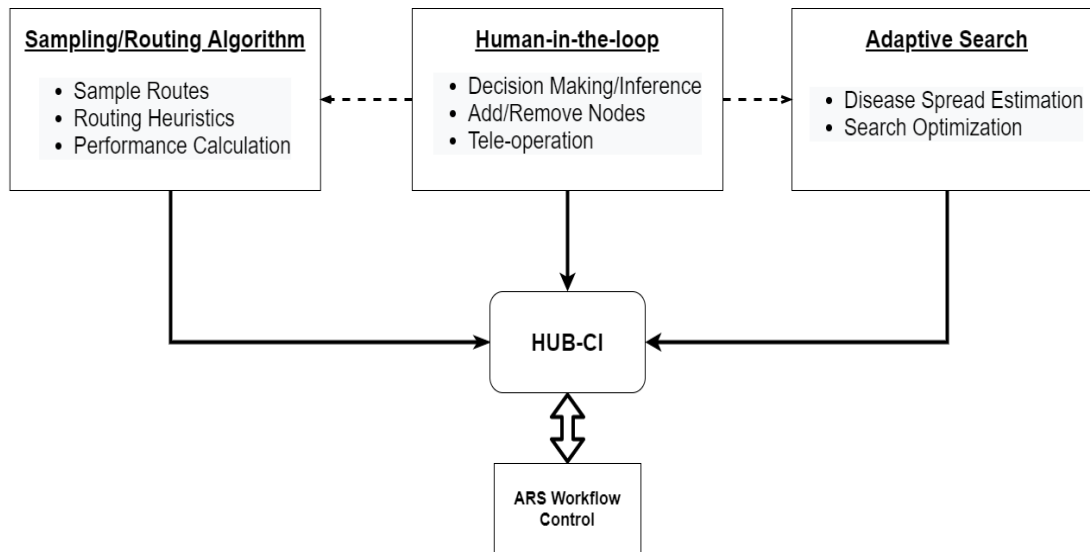 Sampling/Routing Algorithm
• Sample Routes
• Routing Heuristics
• Performance Calculation
Human-in-the-loop
• Decision Making/Inference
• Add/Remove Nodes
• Tele-operation
Adaptive Search
• Disease Spread Estimation
• Search Optimization
HUB-CI
ARS Workflow
Control